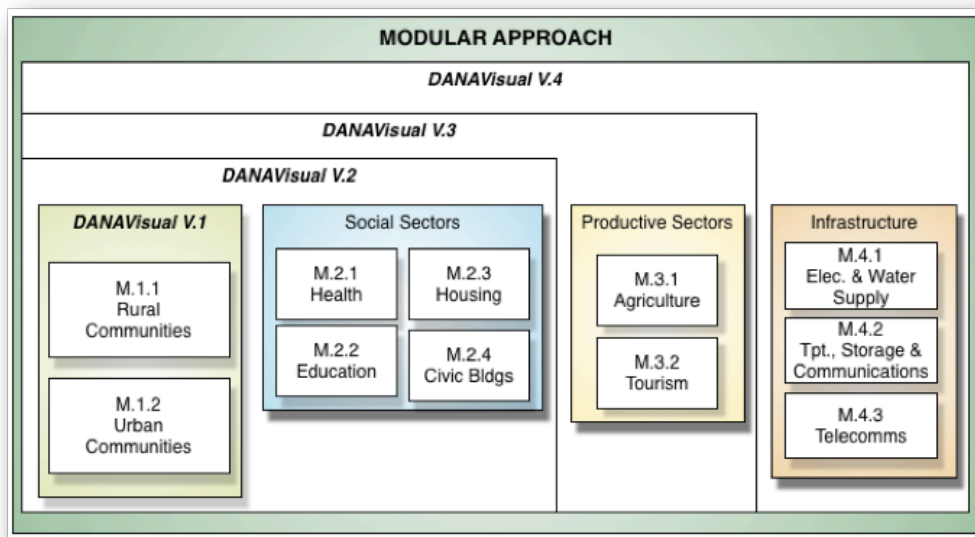 MODULAR APPROACH
DANAVisual V.4
DANAVisual V.3
DANAVisual V.2
DANAVisual V.1
M.1.1
Rural
Communities
M.1.2
Urban
Communities
Social Sectors
M.2.1
Health
M.2.3
Housing
M.2.2
Education
M.2.4
Civic Bldgs
Productive Sectors
M.3.1
Agriculture
M.3.2
Tourism
Infrastructure
M.4.1
Elec. & Water
Supply
M.4.2
Tpt., Storage &
Communications
M.4.3
Telecomms